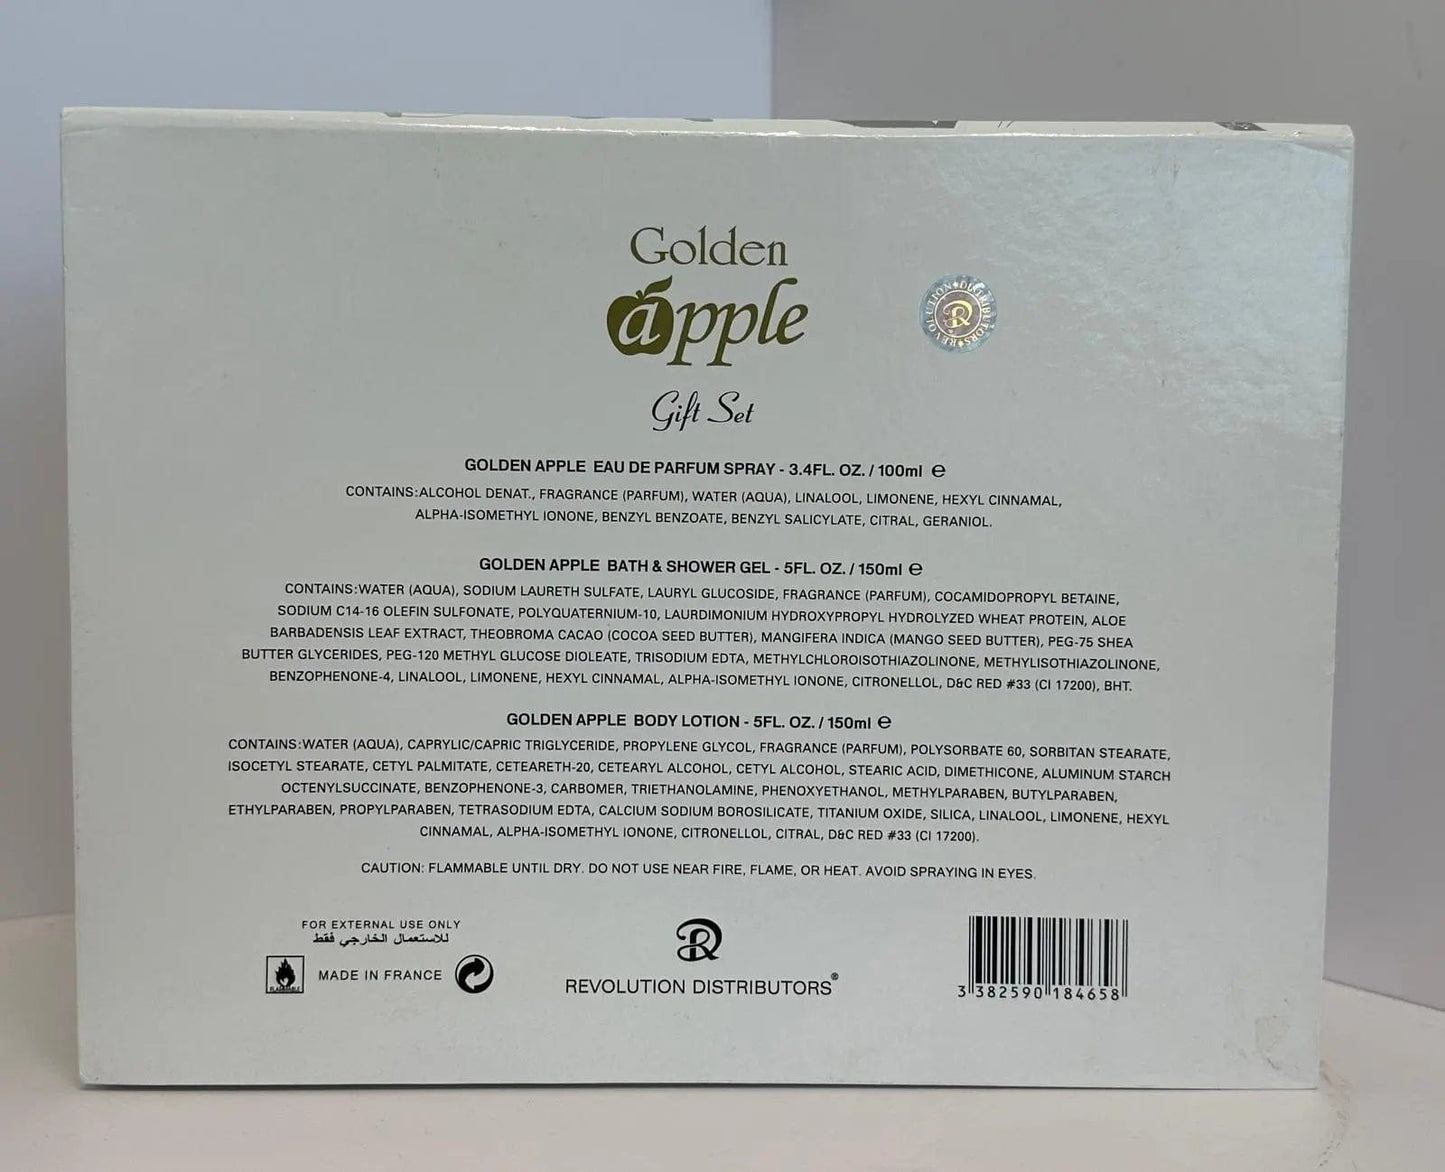 Golden
apple
Gift Set
REVOLUTION DISTRIBUTORS
R
GOLDEN APPLE EAU DE PARFUM SPRAY - 3.4FL. OZ. / 100ml ℮
CONTAINS:ALCOHOL DENAT., FRAGRANCE (PARFUM), WATER (AQUA), LINALOOL, LIMONENE, HEXYL CINNAMAL,
ALPHA-ISOMETHYL IONONE, BENZYL BENZOATE, BENZYL SALICYLATE, CITRAL, GERANIOL.
GOLDEN APPLE BATH & SHOWER GEL - 5FL. OZ. / 150ml ℮
CONTAINS:WATER (AQUA), SODIUM LAURETH SULFATE, LAURYL GLUCOSIDE, FRAGRANCE (PARFUM), COCAMIDOPROPYL BETAINE,
SODIUM C14-16 OLEFIN SULFONATE, POLYQUATERNIUM-10, LAURDIMONIUM HYDROXYPROPYL HYDROLYZED WHEAT PROTEIN, ALOE
BARBADENSIS LEAF EXTRACT, THEOBROMA CACAO (COCOA SEED BUTTER), MANGIFERA INDICA (MANGO SEED BUTTER), PEG-75 SHEA
BUTTER GLYCERIDES, PEG-120 METHYL GLUCOSE DIOLEATE, TRISODIUM EDTA, METHYLCHLOROISOTHIAZOLINONE, METHYLISOTHIAZOLINONE,
BENZOPHENONE-4, LINALOOL, LIMONENE, HEXYL CINNAMAL, ALPHA-ISOMETHYL IONONE, CITRONELLOL, D&C RED #33 (CI 17200), BHT.
GOLDEN APPLE BODY LOTION - 5FL. OZ. / 150ml ℮
CONTAINS:WATER (AQUA), CAPRYLIC/CAPRIC TRIGLYCERIDE, PROPYLENE GLYCOL, FRAGRANCE (PARFUM), POLYSORBATE 60, SORBITAN STEARATE,
ISOCETYL STEARATE, CETYL PALMITATE, CETEARETH-20, CETEARYL ALCOHOL, CETYL ALCOHOL, STEARIC ACID, DIMETHICONE, ALUMINUM STARCH
OCTENYLSUCCINATE, BENZOPHENONE-3, CARBOMER, TRIETHANOLAMINE, PHENOXYETHANOL, METHYLPARABEN, BUTYLPARABEN,
ETHYLPARABEN, PROPYLPARABEN, TETRASODIUM EDTA, CALCIUM SODIUM BOROSILICATE, TITANIUM OXIDE, SILICA, LINALOOL, LIMONENE, HEXYL
CINNAMAL, ALPHA-ISOMETHYL IONONE, CITRONELLOL, CITRAL, D&C RED #33 (CI 17200).
CAUTION: FLAMMABLE UNTIL DRY. DO NOT USE NEAR FIRE, FLAME, OR HEAT. AVOID SPRAYING IN EYES.
FOR EXTERNAL USE ONLY
للاستعمال الخارجي فقط
FLAMMABLE
MADE IN FRANCE
R
REVOLUTION DISTRIBUTORS®
3 382590 184658